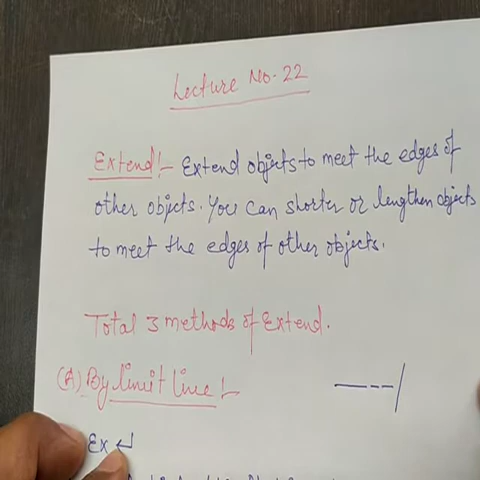 Lecture No. 22
Extend:- Extend objects to meet the edges of
other objects. You can shorter or lengthen objects
to meet the edges of other objects.
Total 3 methods of Extend.
(A) By limit line:-
Ex ↵